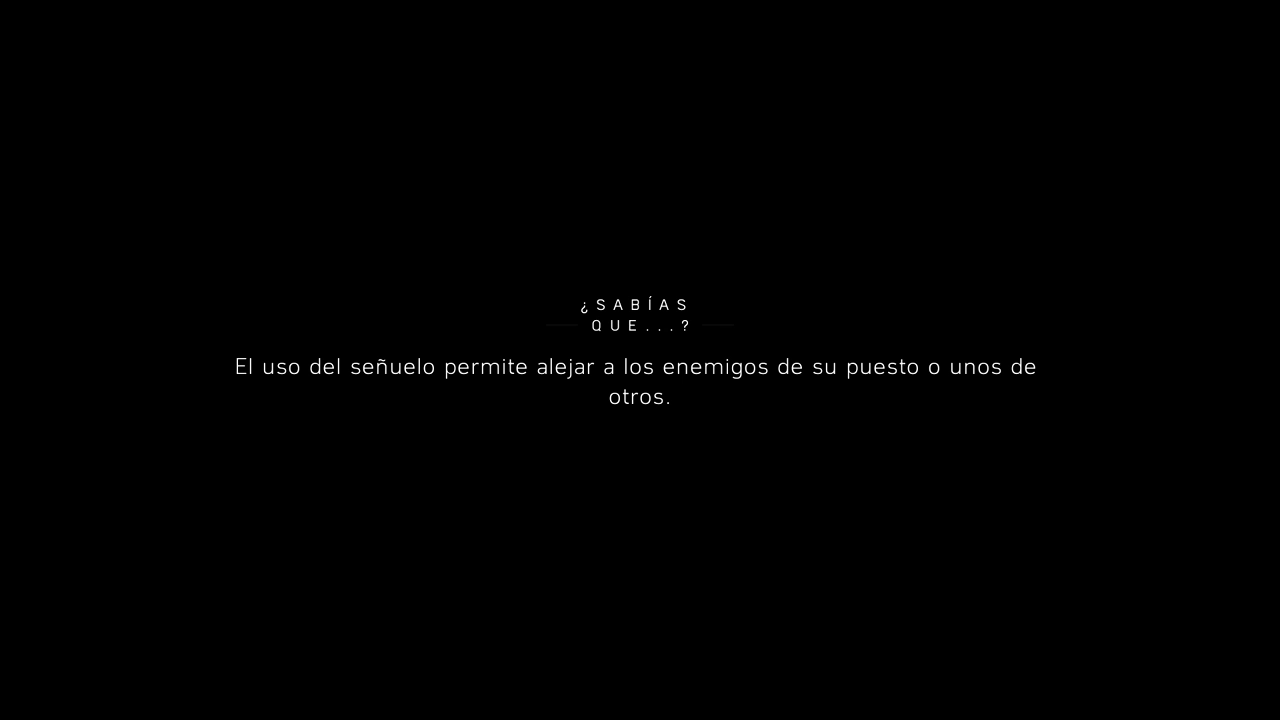 ¿SABÍAS
QUE...?
El uso del señuelo permite alejar a los enemigos de su puesto o unos de
otros.